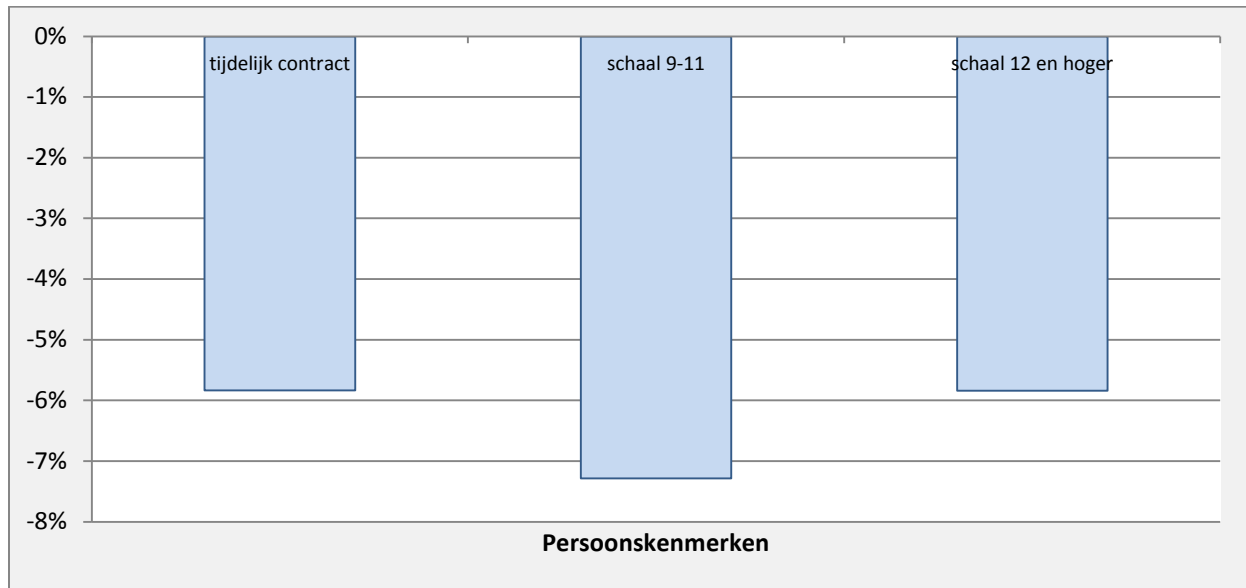 0%
tijdelijk contract
schaal 9-11
schaal 12 en hoger
-1%
-2%
-3%
-4%
-5%
-6%
-7%
-8%
Persoonskenmerken